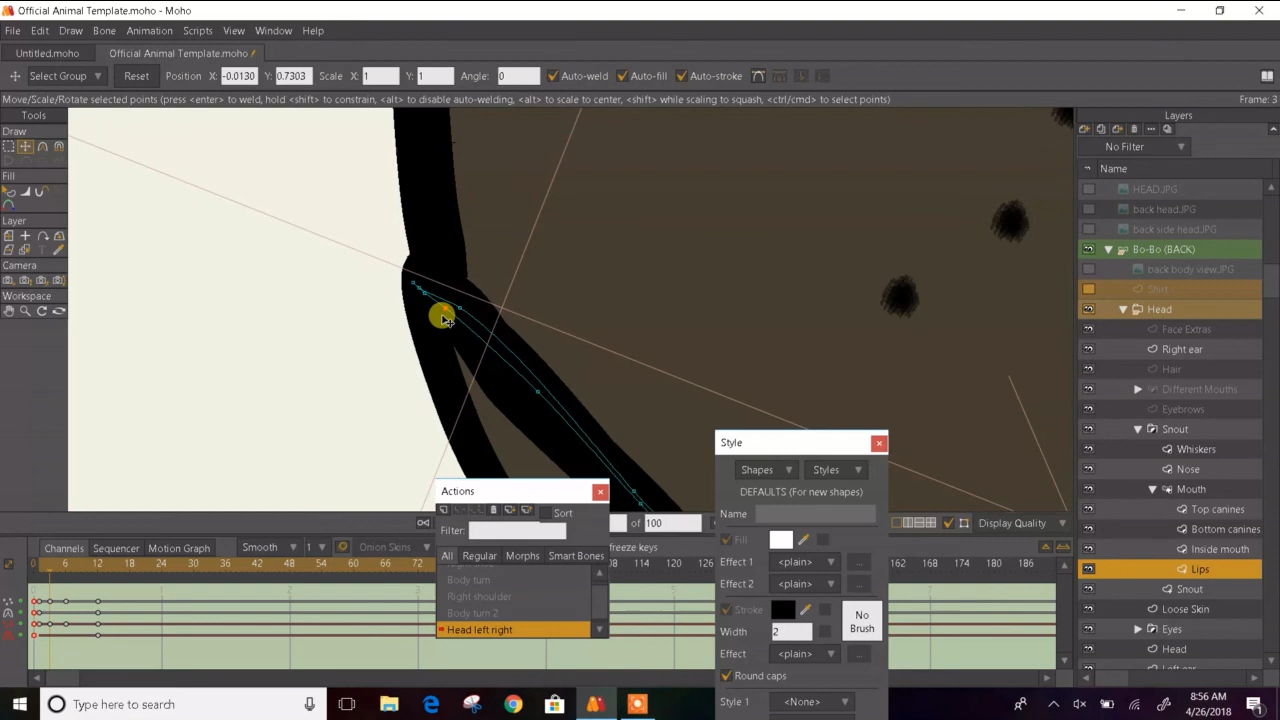 Official Animal Template.moho - Moho
File Edit Draw Bone Animation Scripts View Window Help
Untitled.moho Official Animal Template.moho
Select Group Reset Position X: -0.0130 Y: 0.7303 Scale X: 1 Y: 1 Angle: 0 Auto-weld Auto-fill Auto-stroke
Move/Scale/Rotate selected points (press <enter> to weld, hold <shift> to constrain, <alt> to disable auto-welding, <alt> to scale to center, <shift> while scaling to squash, <ctrl/cmd> to select points) Frame: 3
Tools
Draw
Fill
Layer
Camera
Workspace
Layers
No Filter
Name
HEAD.JPG
back head.JPG
back side head.JPG
Bo-Bo (BACK)
back body view.JPG
Shirt
Head
Face Extras
Right ear
Hair
Different Mouths
Eyebrows
Snout
Whiskers
Nose
Mouth
Top canines
Bottom canines
Inside mouth
Lips
Snout
Loose Skin
Eyes
Head
Left ear
Style
Shapes Styles
DEFAULTS (For new shapes)
Name
Fill
Effect 1 <plain> ...
Effect 2 <plain> ...
Stroke
Width 2
No Brush
Effect <plain> ...
Round caps
Style 1 <None>
Actions
Sort
Filter:
All Regular Morphs Smart Bones
Body turn
Right shoulder
Body turn 2
Head left right
of 100
Display Quality
Channels Sequencer Motion Graph Smooth 1 Onion Skins
freeze keys
0 6 12 18 24 30 36 42 48 54 60 66 72 108 114 162 168 174 180 186
0 2 4
Type here to search
8:56 AM
4/26/2018